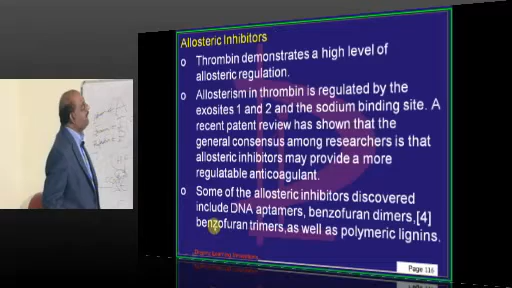 Allosteric Inhibitors
o Thrombin demonstrates a high level of
allosteric regulation.
o Allosterism in thrombin is regulated by the
exosites 1 and 2 and the sodium binding site. A
recent patent review has shown that the
general consensus among researchers is that
allosteric inhibitors may provide a more
regulatable anticoagulant.
o Some of the allosteric inhibitors discovered
include DNA aptamers, benzofuran dimers,[4]
benzofuran trimers,as well as polymeric lignins.
Page 116